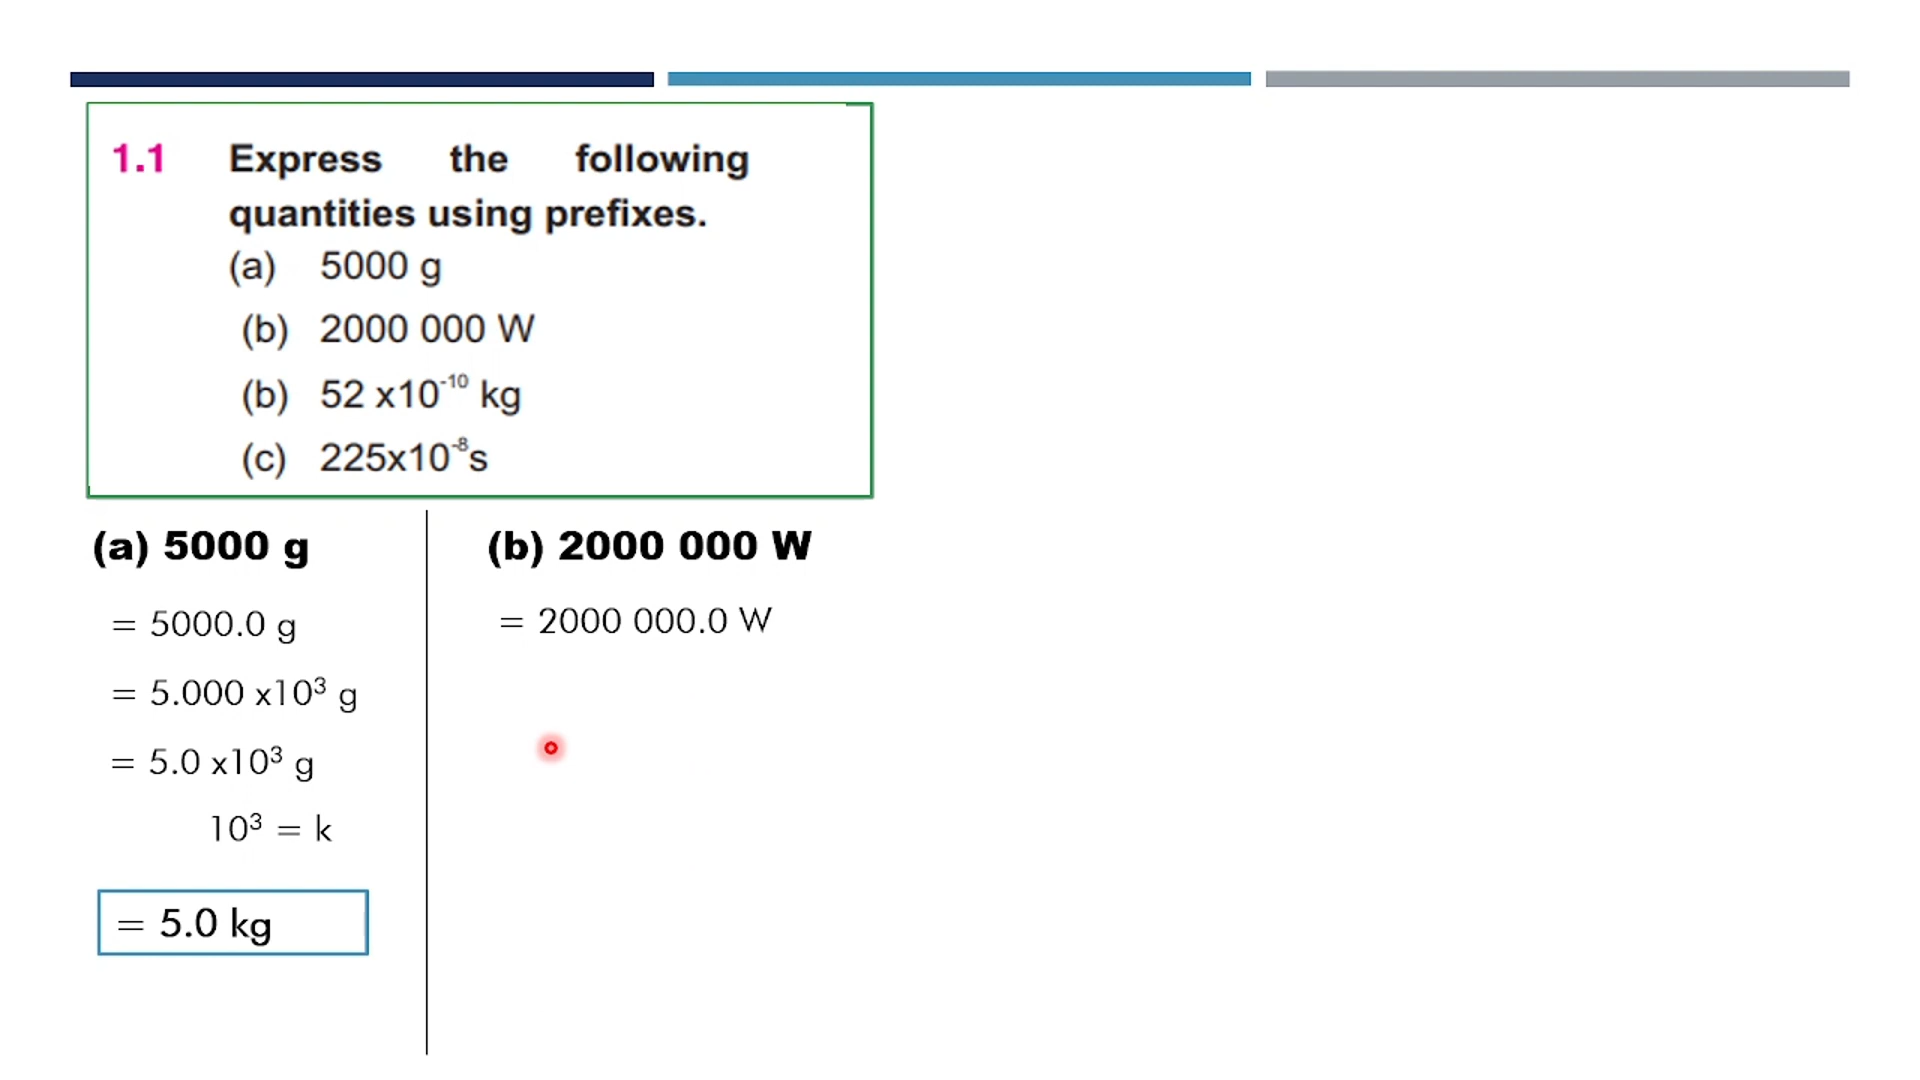 1.1 Express the following
quantities using prefixes.
(a) 5000 g
(b) 2000 000 W
(b) 52 x10⁻¹⁰ kg
(c) 225x10⁻⁸s
(a) 5000 g
= 5000.0 g
= 5.000 x10³ g
= 5.0 x10³ g
10³ = k
= 5.0 kg
(b) 2000 000 W
= 2000 000.0 W